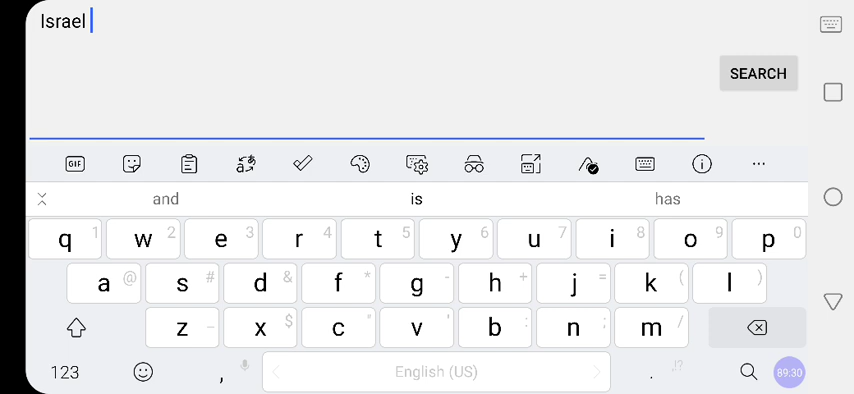 Israel
SEARCH
GIF
and is has
q 1 w 2 e 3 r 4 t 5 y 6 u 7 i 8 o 9 p 0
a @ s # d & f * g - h + j = k ( l )
z _ x $ c " v ' b : n ; m /
123 , < English (US) > . .!?
89:30